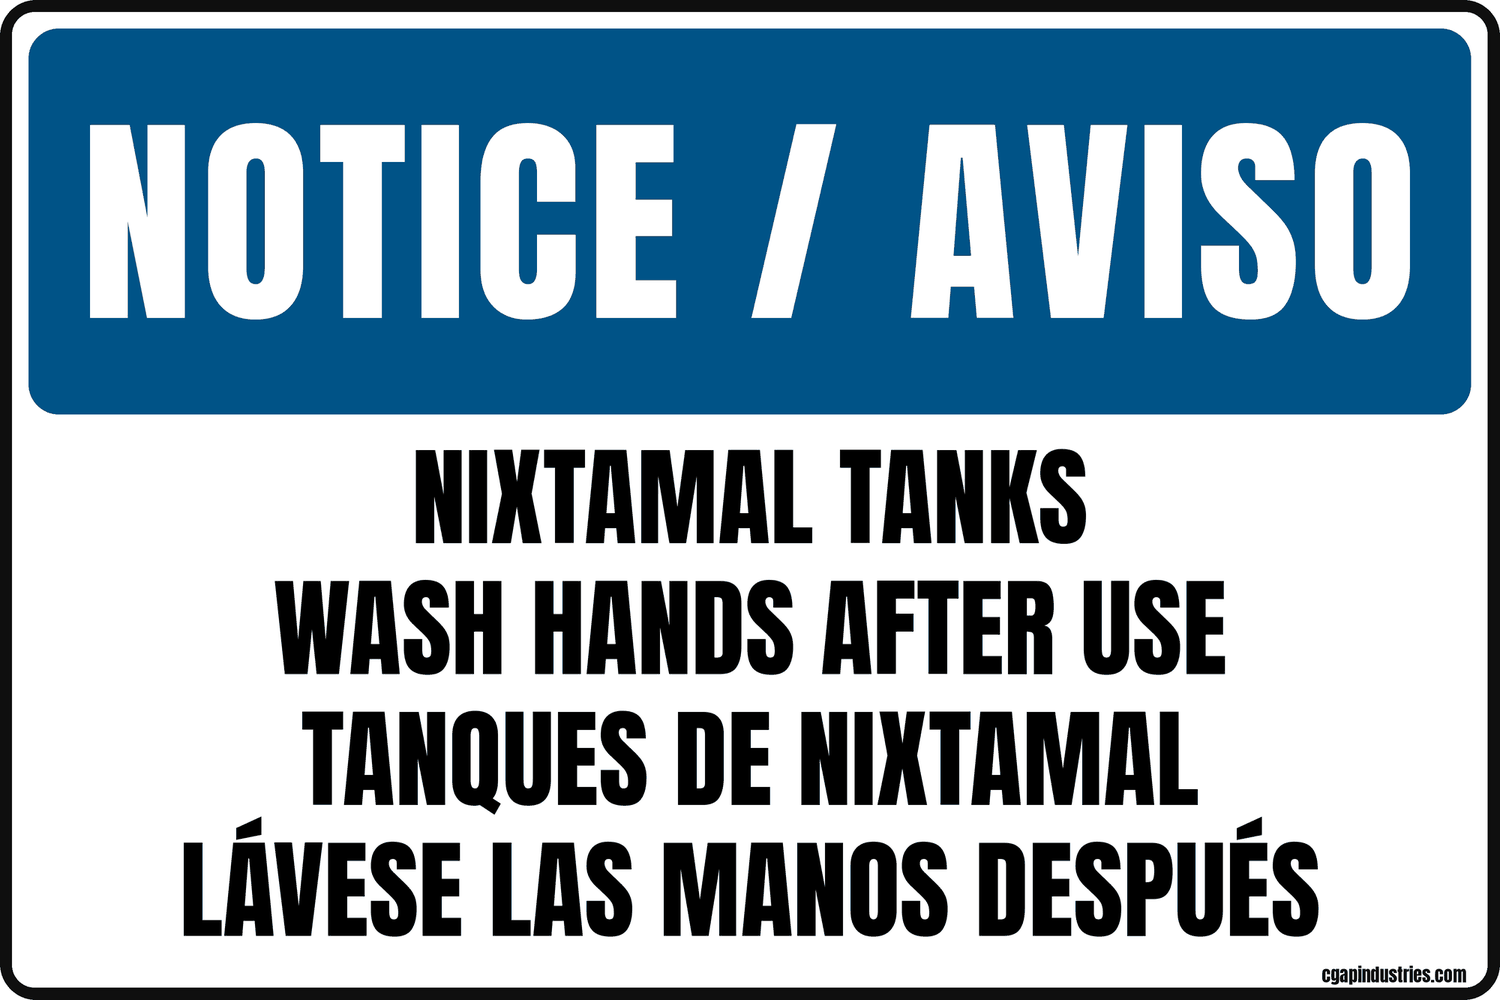 NOTICE / AVISO
NIXTAMAL TANKS
WASH HANDS AFTER USE
TANQUES DE NIXTAMAL
LÁVESE LAS MANOS DESPUÉS
cgapindustries.com